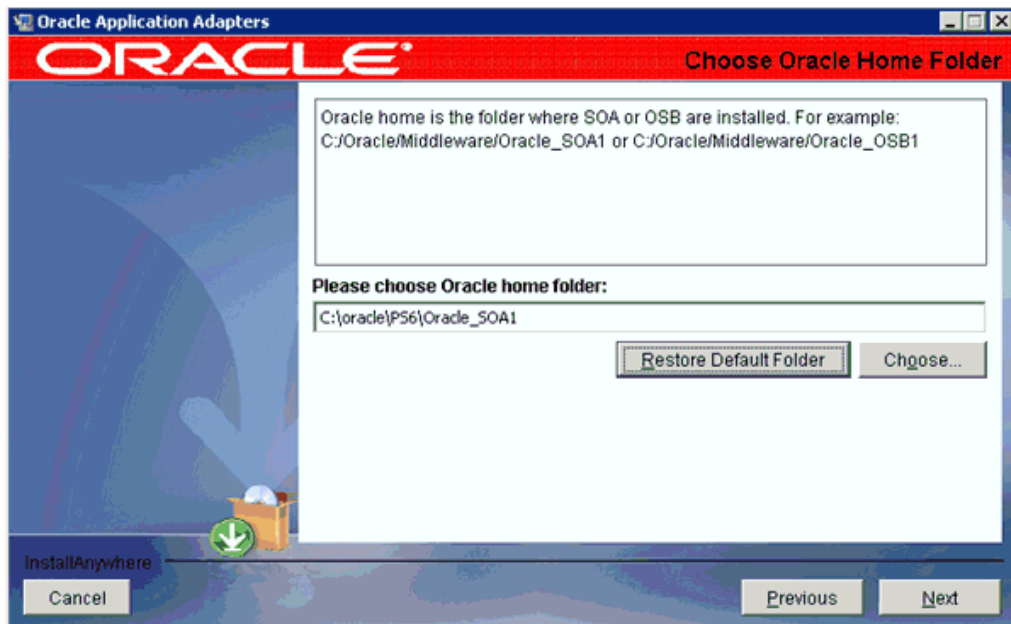 Oracle Application Adapters
ORACLE
Choose Oracle Home Folder
Oracle home is the folder where SOA or OSB are installed. For example:
C:/Oracle/Middleware/Oracle_SOA1 or C:/Oracle/Middleware/Oracle_OSB1
Please choose Oracle home folder:
C:\oracle\PS6\Oracle_SOA1
Restore Default Folder
Choose...
InstallAnywhere
Cancel
Previous
Next